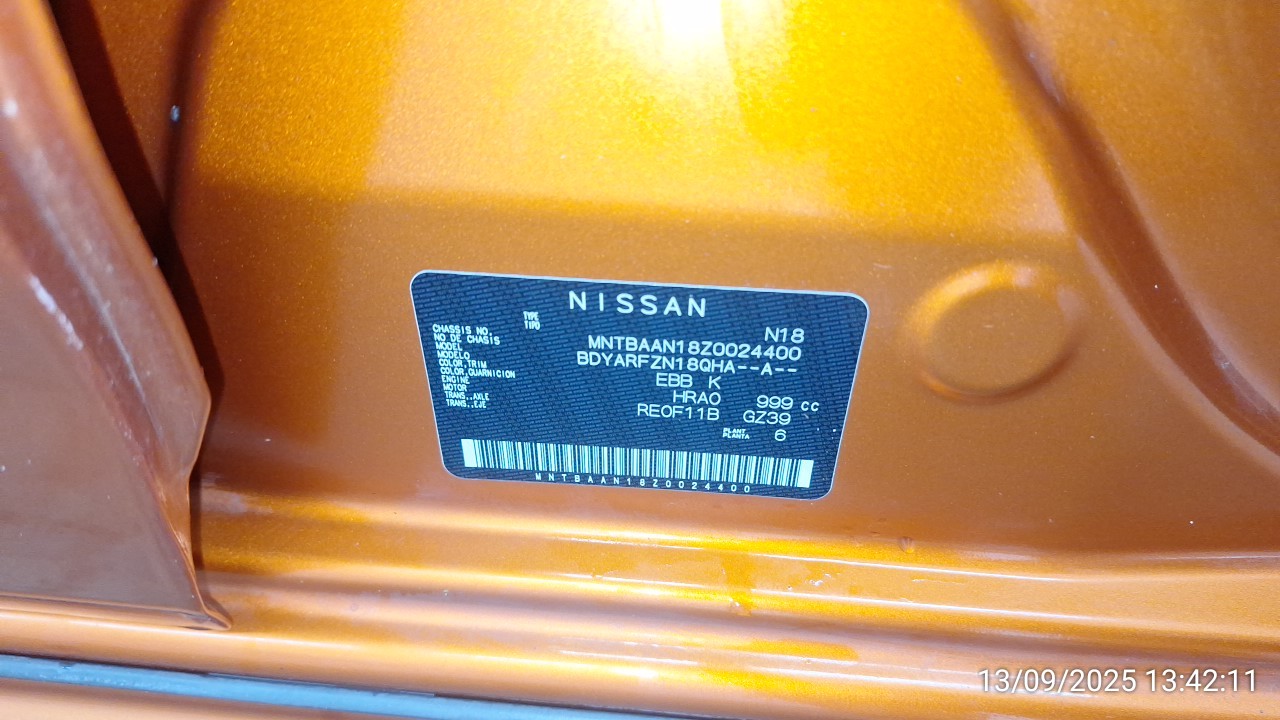 NISSAN
TYPE
TIPO
N18
CHASSIS NO.
NO DE CHASIS
MNTBAAN18Z0024400
MODEL
MODELO
BDYARFZN18QHA--A--
COLOR,TRIM
COLOR,GUARNICION
EBB K
ENGINE
MOTOR
HRA0 999 CC
TRANS.,AXLE
TRANS.,EJE
RE0F11B GZ39
PLANT
PLANTA
6
MNTBAAN18Z0024400
13/09/2025 13:42:11